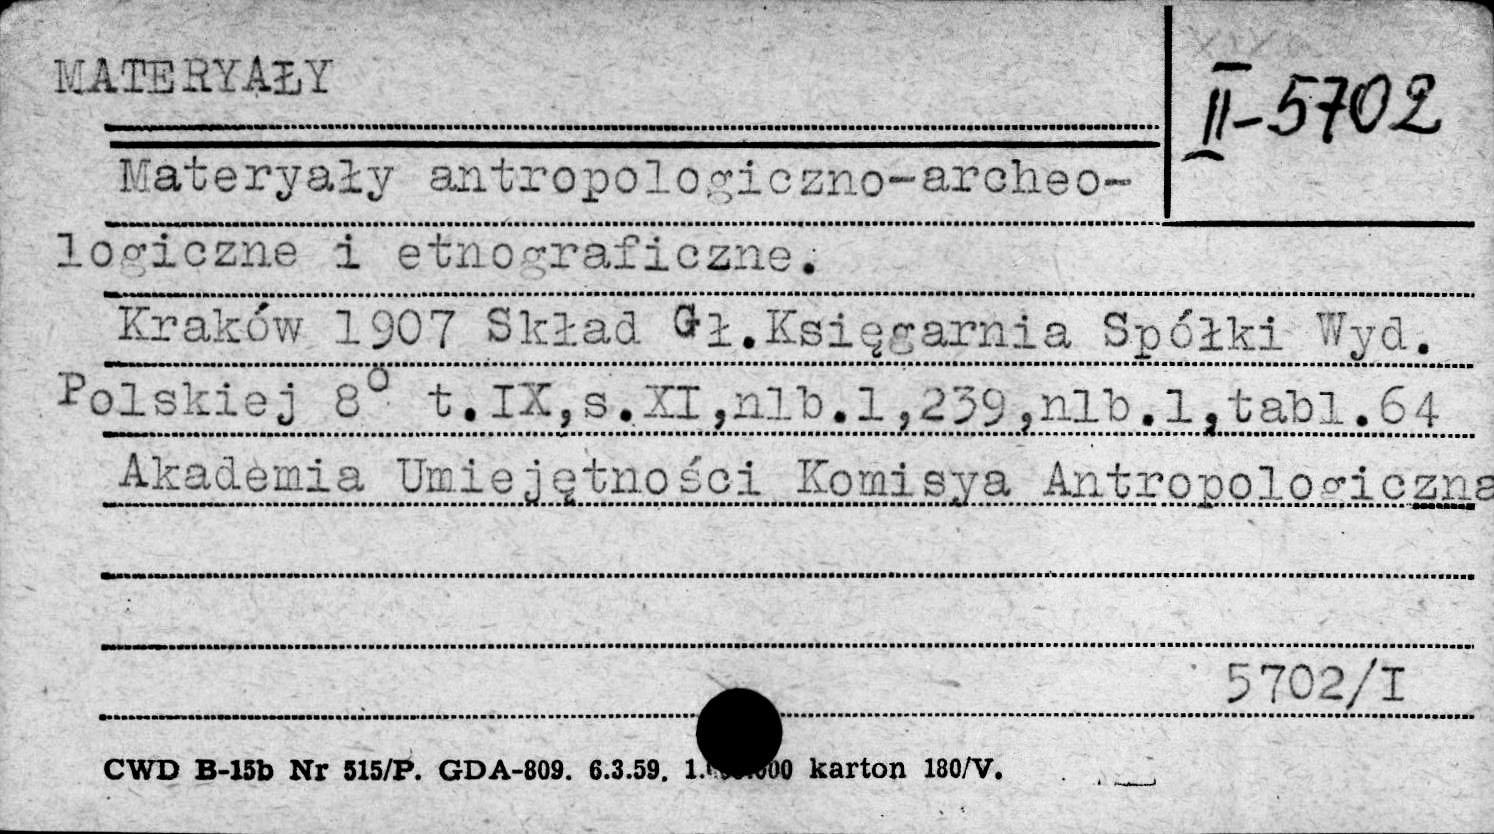 MATERYAŁY
II-5702
Materyały antropologiczno-archeo-
logiczne i etnograficzne.
Kraków 1907 Skład Gł.Księgarnia Spółki Wyd.
Polskiej 8° t.IX,s.XI,nlb.1,239,nlb.1,tabl.64
Akademia Umiejętności Komisya Antropologiczna
5702/I
CWD B-15b Nr 515/P. GDA-809. 6.3.59. karton 180/V.